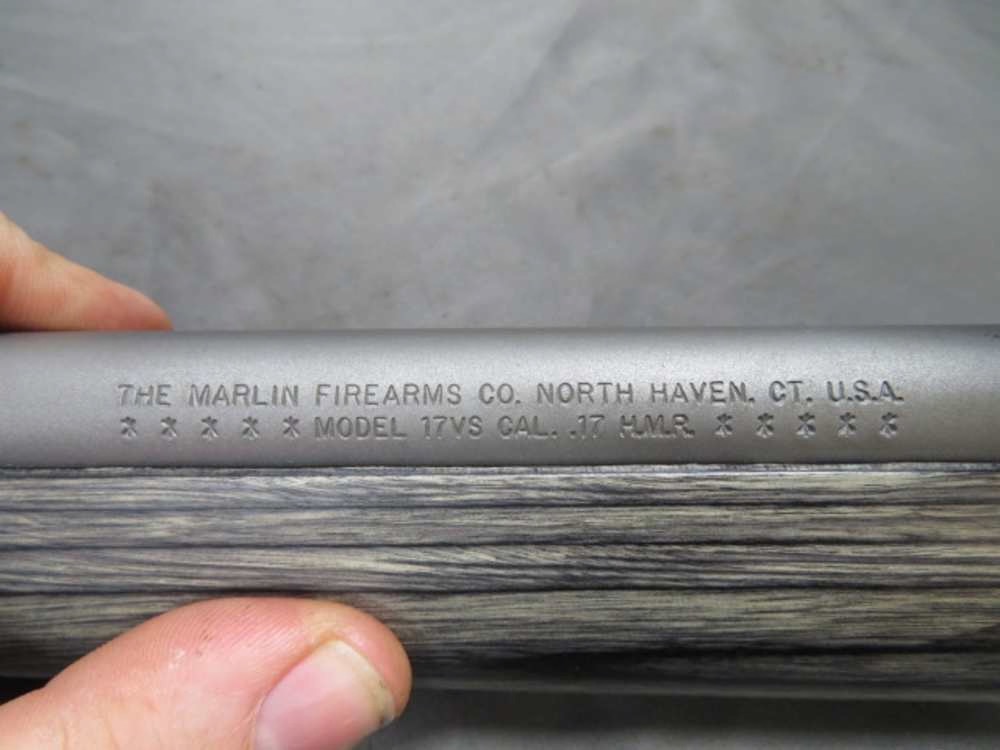 THE MARLIN FIREARMS CO. NORTH HAVEN. CT. U.S.A.
* * * * * MODEL 17VS CAL. .17 H.M.R. * * * * *